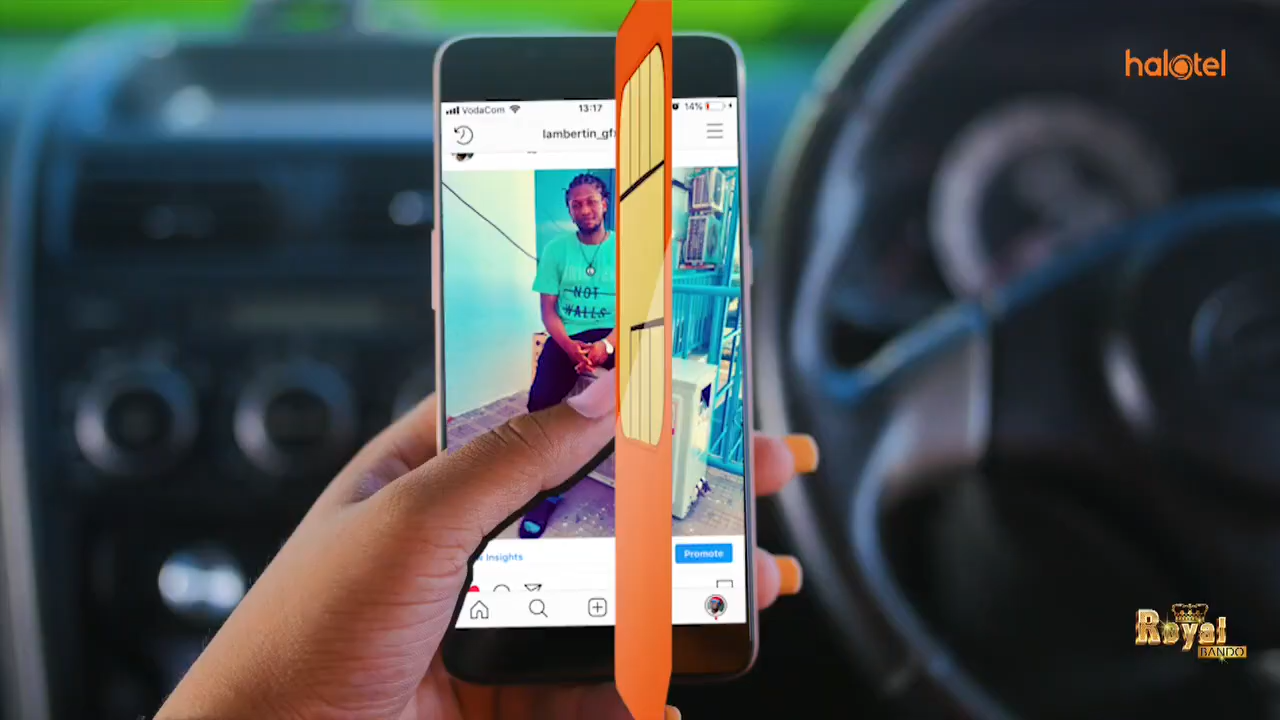 halotel
VodaCom
13:17
14%
lambertin_gf
NOT
WALLS
Insights
Promote
Royal
BANDO